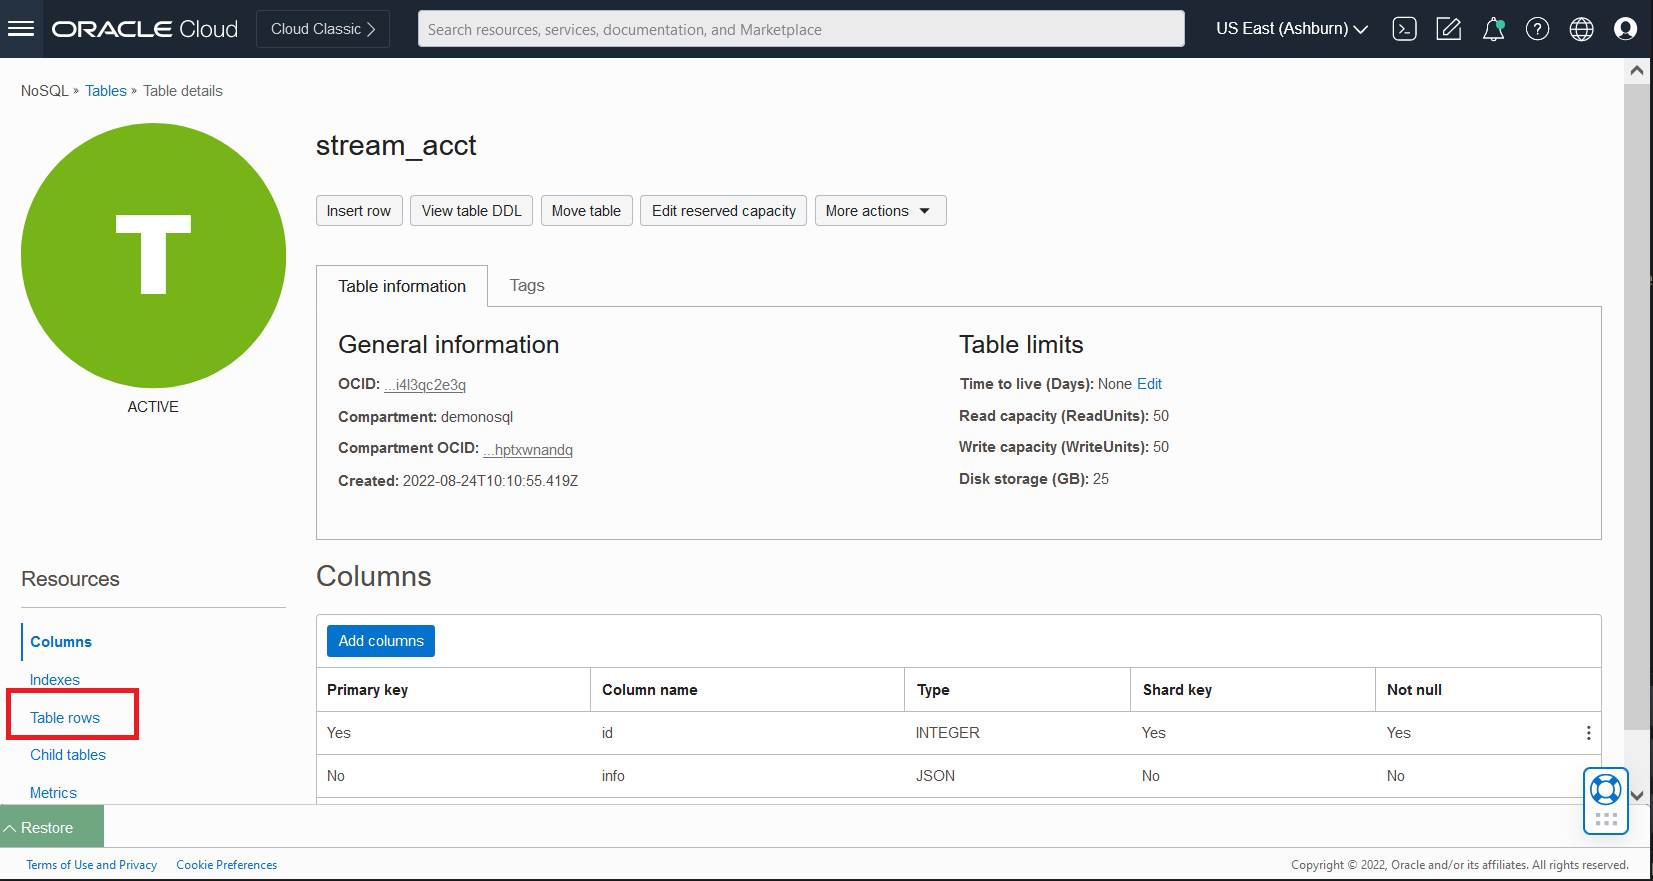 ORACLE Cloud Cloud Classic Search resources, services, documentation, and Marketplace US East (Ashburn)
NoSQL » Tables » Table details
T
ACTIVE
stream_acct
Insert row View table DDL Move table Edit reserved capacity More actions
Table information Tags
General information
OCID: ...i4l3qc2e3q
Compartment: demonosql
Compartment OCID: ...hptxwnandq
Created: 2022-08-24T10:10:55.419Z
Table limits
Time to live (Days): None Edit
Read capacity (ReadUnits): 50
Write capacity (WriteUnits): 50
Disk storage (GB): 25
Resources
Columns
Indexes
Table rows
Child tables
Metrics
Columns
Add columns
Primary key Column name Type Shard key Not null
Yes id INTEGER Yes Yes
No info JSON No No
Restore
Terms of Use and Privacy Cookie Preferences Copyright © 2022, Oracle and/or its affiliates. All rights reserved.